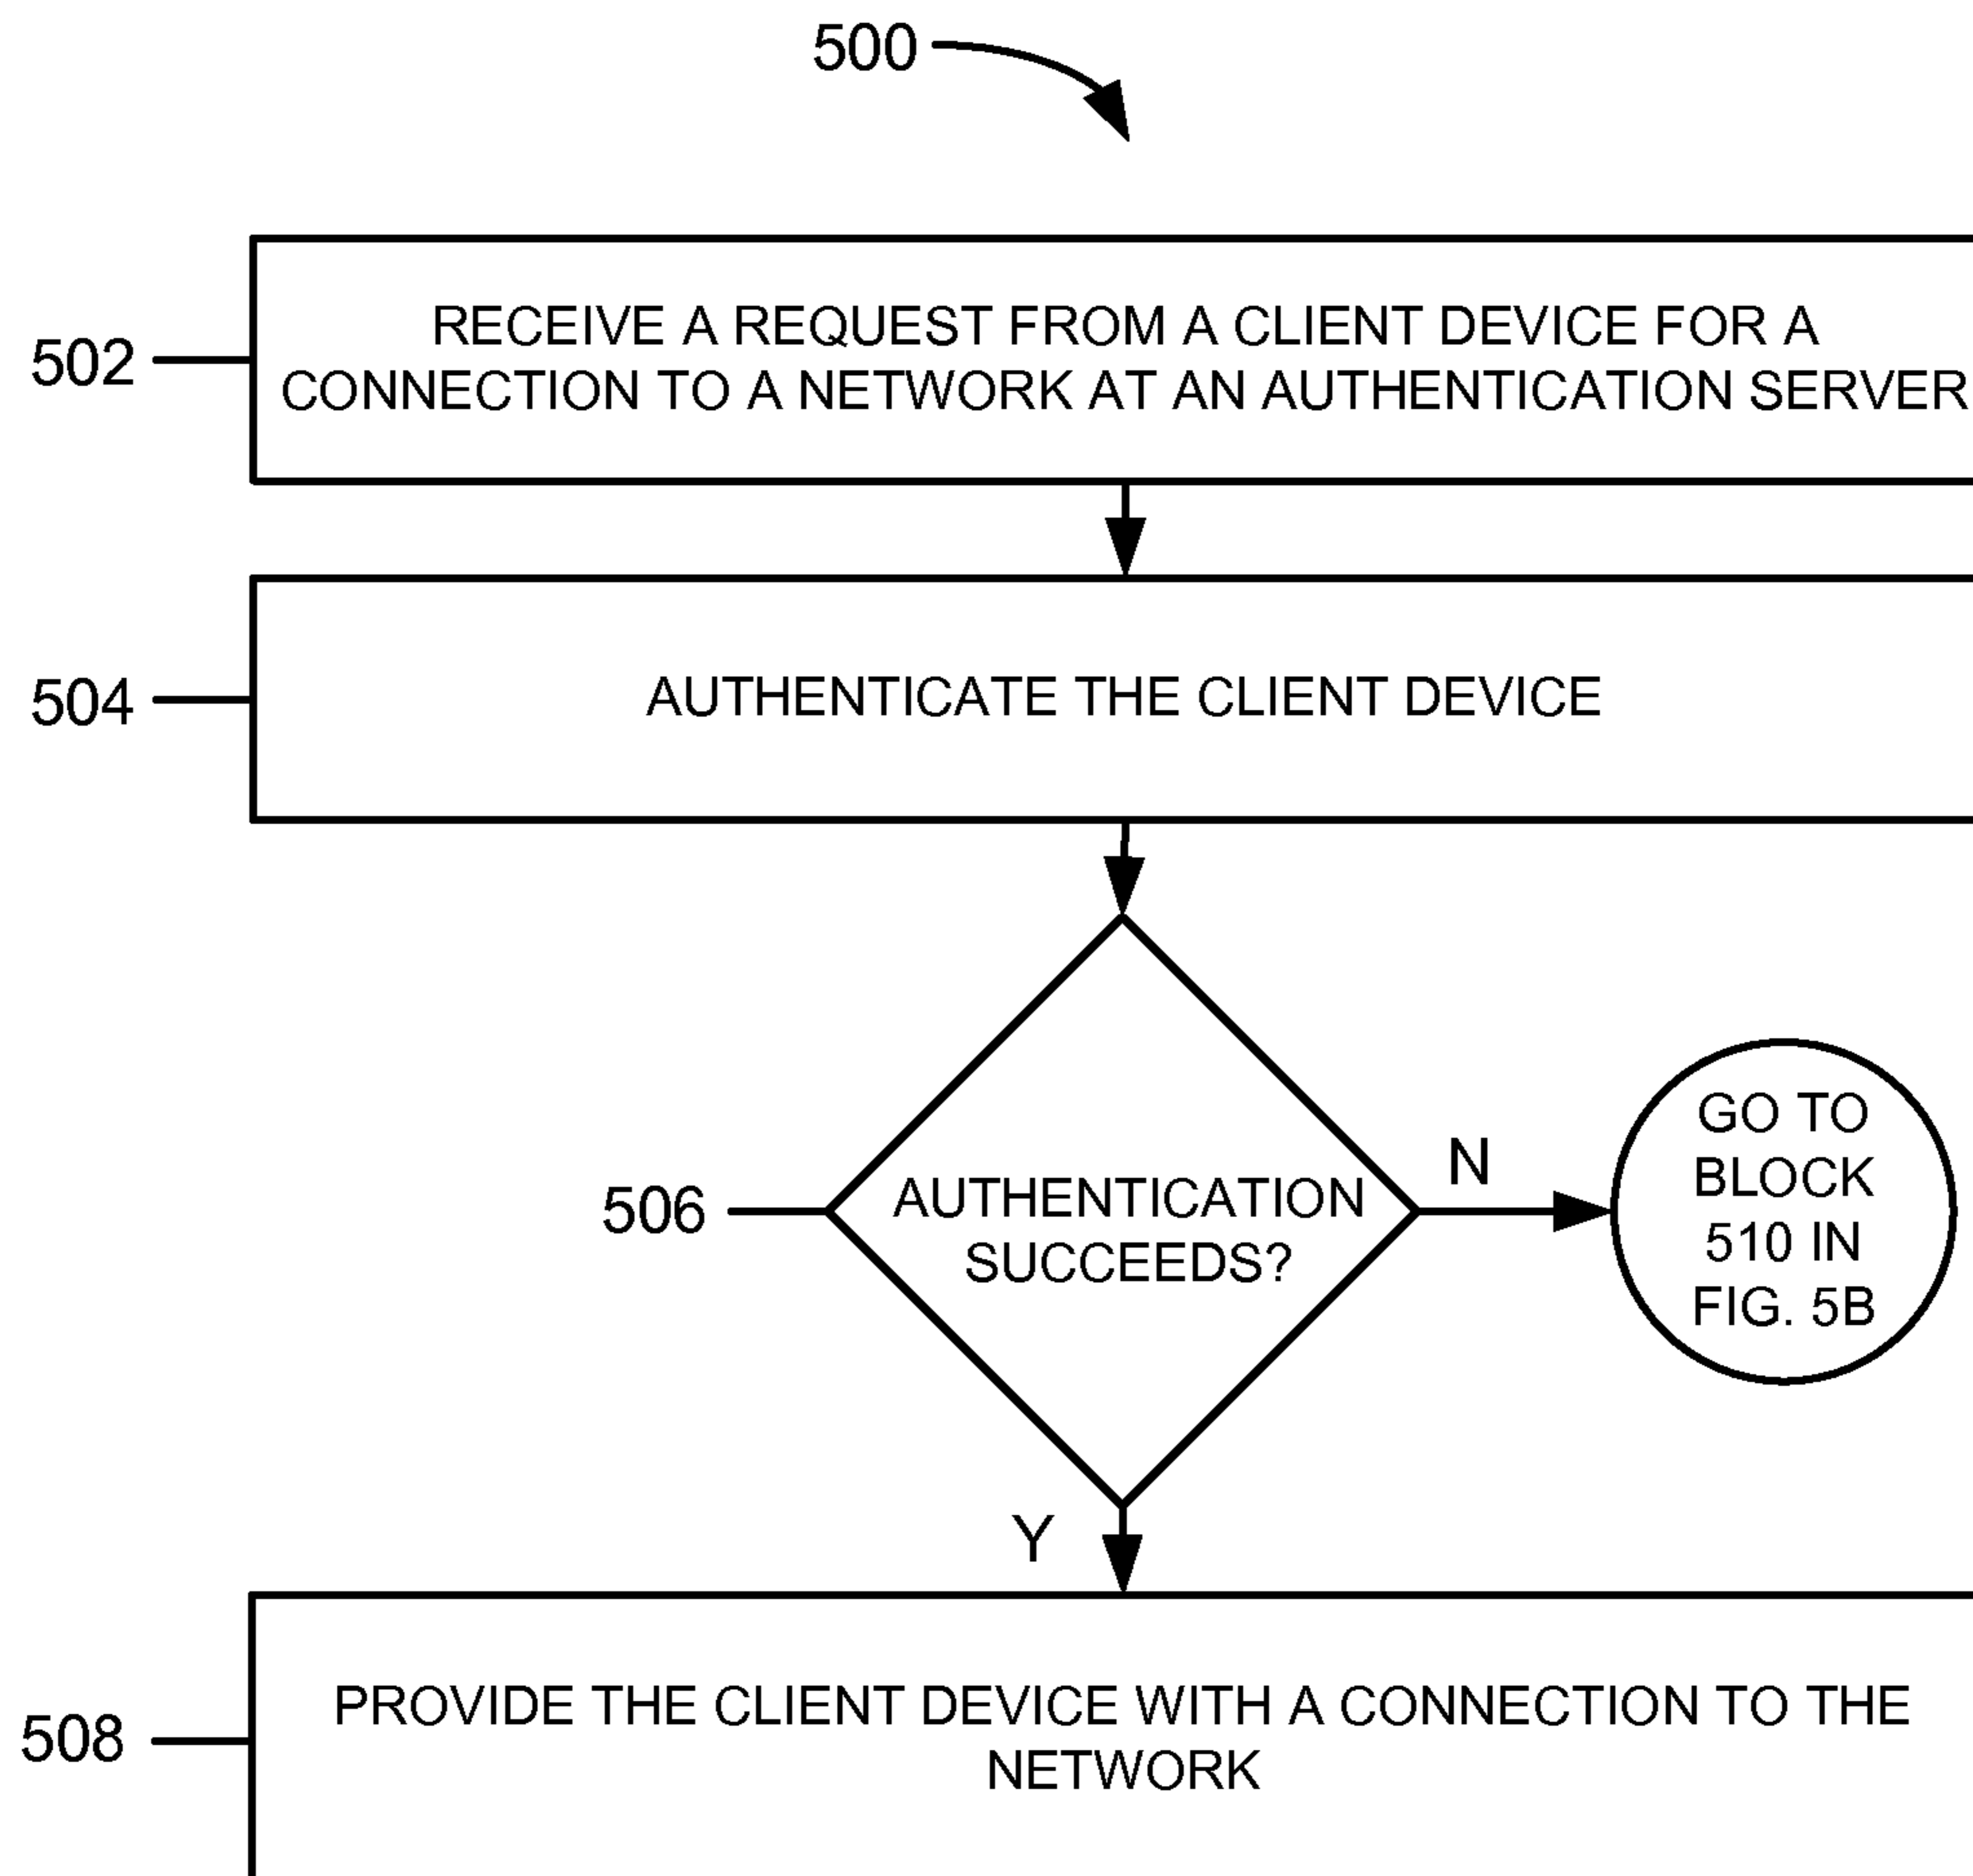 500
502
RECEIVE A REQUEST FROM A CLIENT DEVICE FOR A
CONNECTION TO A NETWORK AT AN AUTHENTICATION SERVER
504
AUTHENTICATE THE CLIENT DEVICE
506
AUTHENTICATION
SUCCEEDS?
N
GO TO
BLOCK
510 IN
FIG. 5B
Y
508
PROVIDE THE CLIENT DEVICE WITH A CONNECTION TO THE
NETWORK